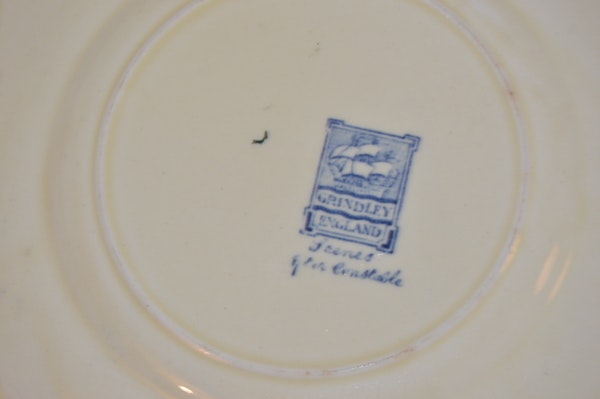 GRINDLEY
ENGLAND
Scenes
after Constable